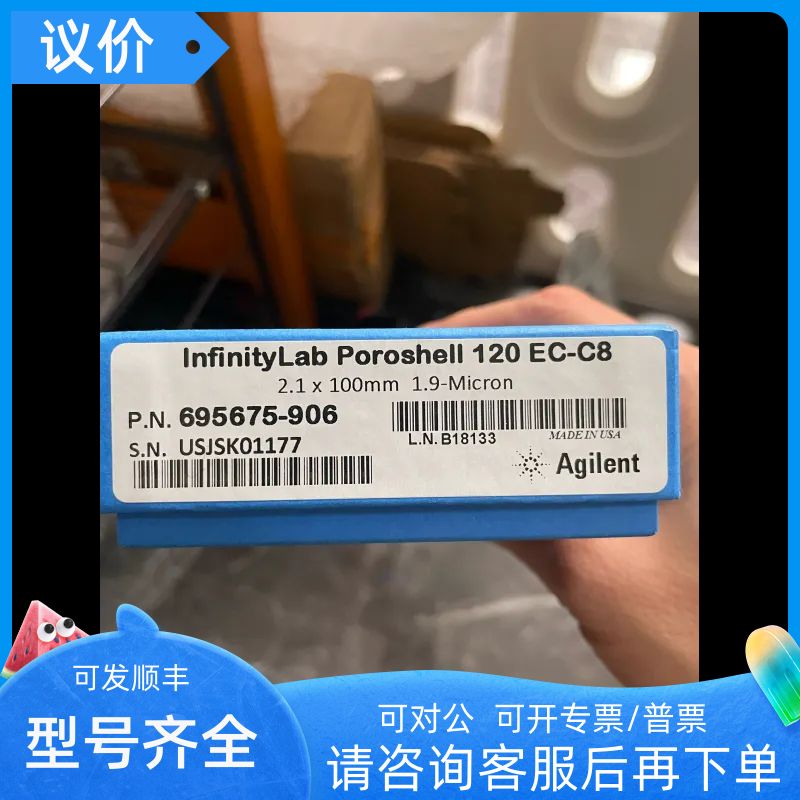 议价
InfinityLab Poroshell 120 EC-C8
2.1 x 100mm 1.9-Micron
P.N. 695675-906
S.N. USJSK01177
L.N. B18133
MADE IN USA
Agilent
可发顺丰
型号齐全
可对公 可开专票/普票
请咨询客服后再下单